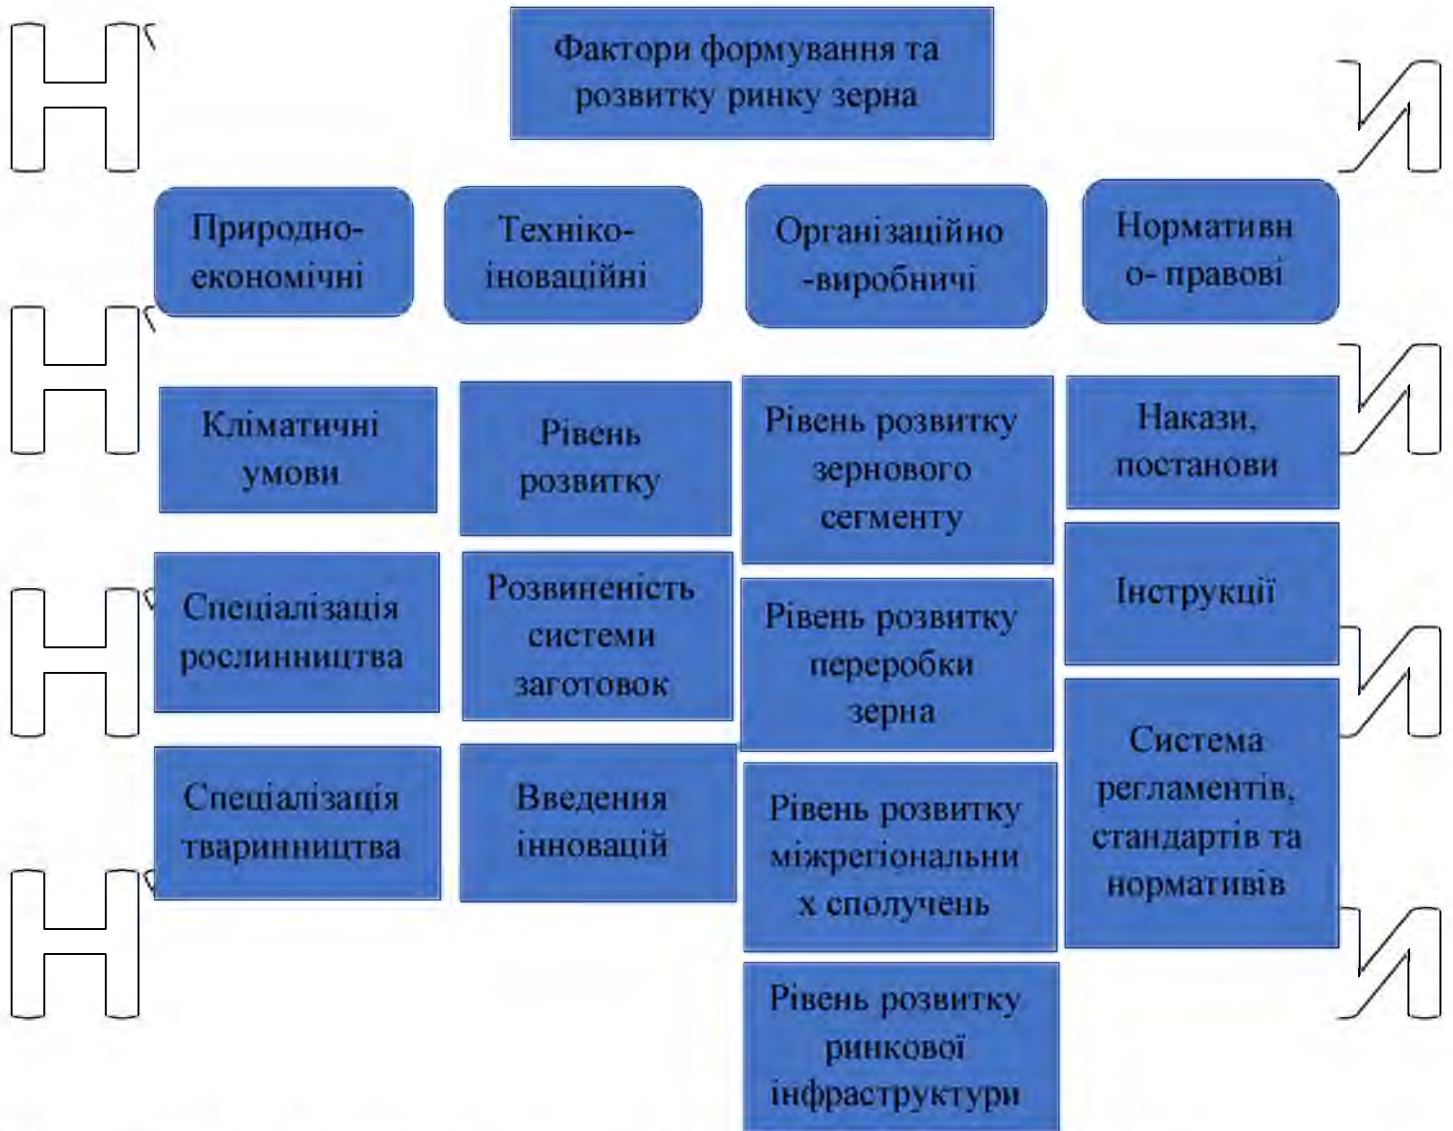 Фактори формування та
розвитку ринку зерна
Природно-
економічні
Техніко-
іноваційні
Організаційно
-виробничі
Нормативн
о- правові
Кліматичні
умови
Спеціалізація
рослинництва
Спеціалізація
тваринництва
Рівень
розвитку
Розвиненість
системи
заготовок
Введення
інновацій
Рівень розвитку
зернового
сегменту
Рівень розвитку
переробки
зерна
Рівень розвитку
міжрегіональни
х сполучень
Рівень розвитку
ринкової
інфраструктури
Накази,
постанови
Інструкції
Система
регламентів,
стандартів та
нормативів
Н
И
Н
И
Н
И
Н
И